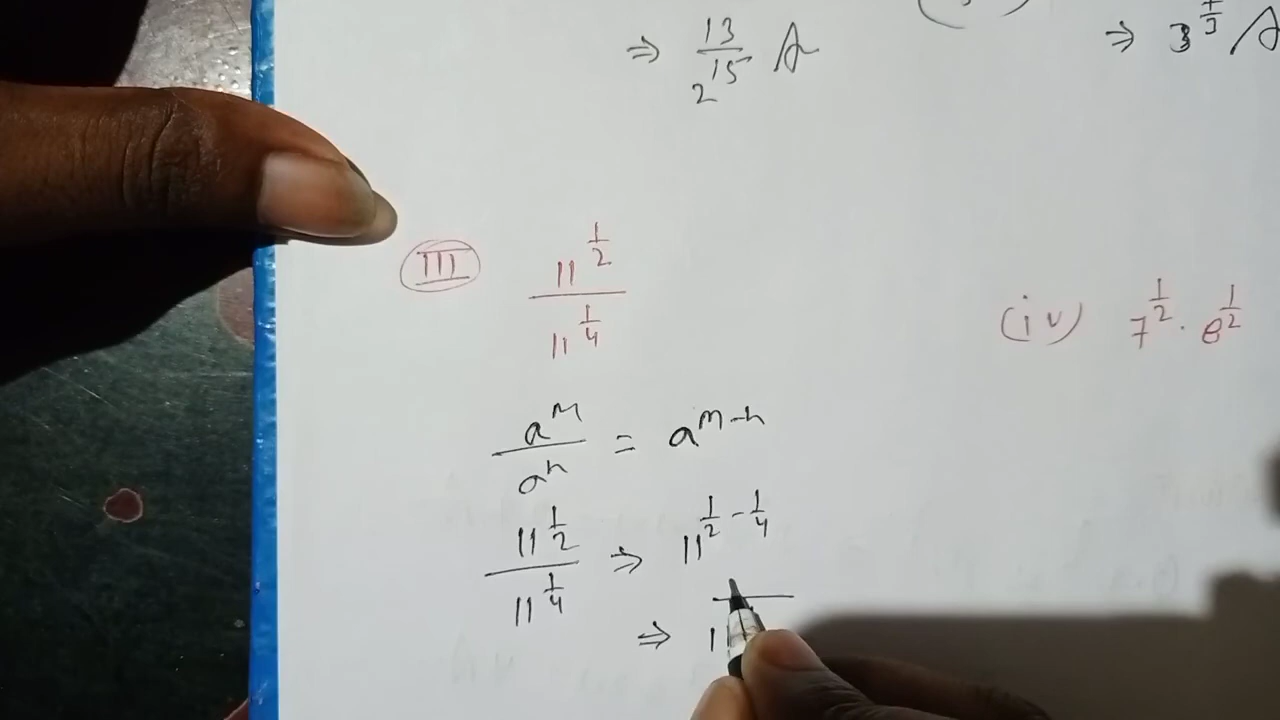 ⇒ 13/2^15 A
⇒ 3^
III 11^(1/2) / 11^(1/4)
(iv) 7^(1/2) · 8^(1/2)
a^m / a^n = a^(m-n)
11^(1/2) / 11^(1/4) ⇒ 11^(1/2 - 1/4)
⇒ 11